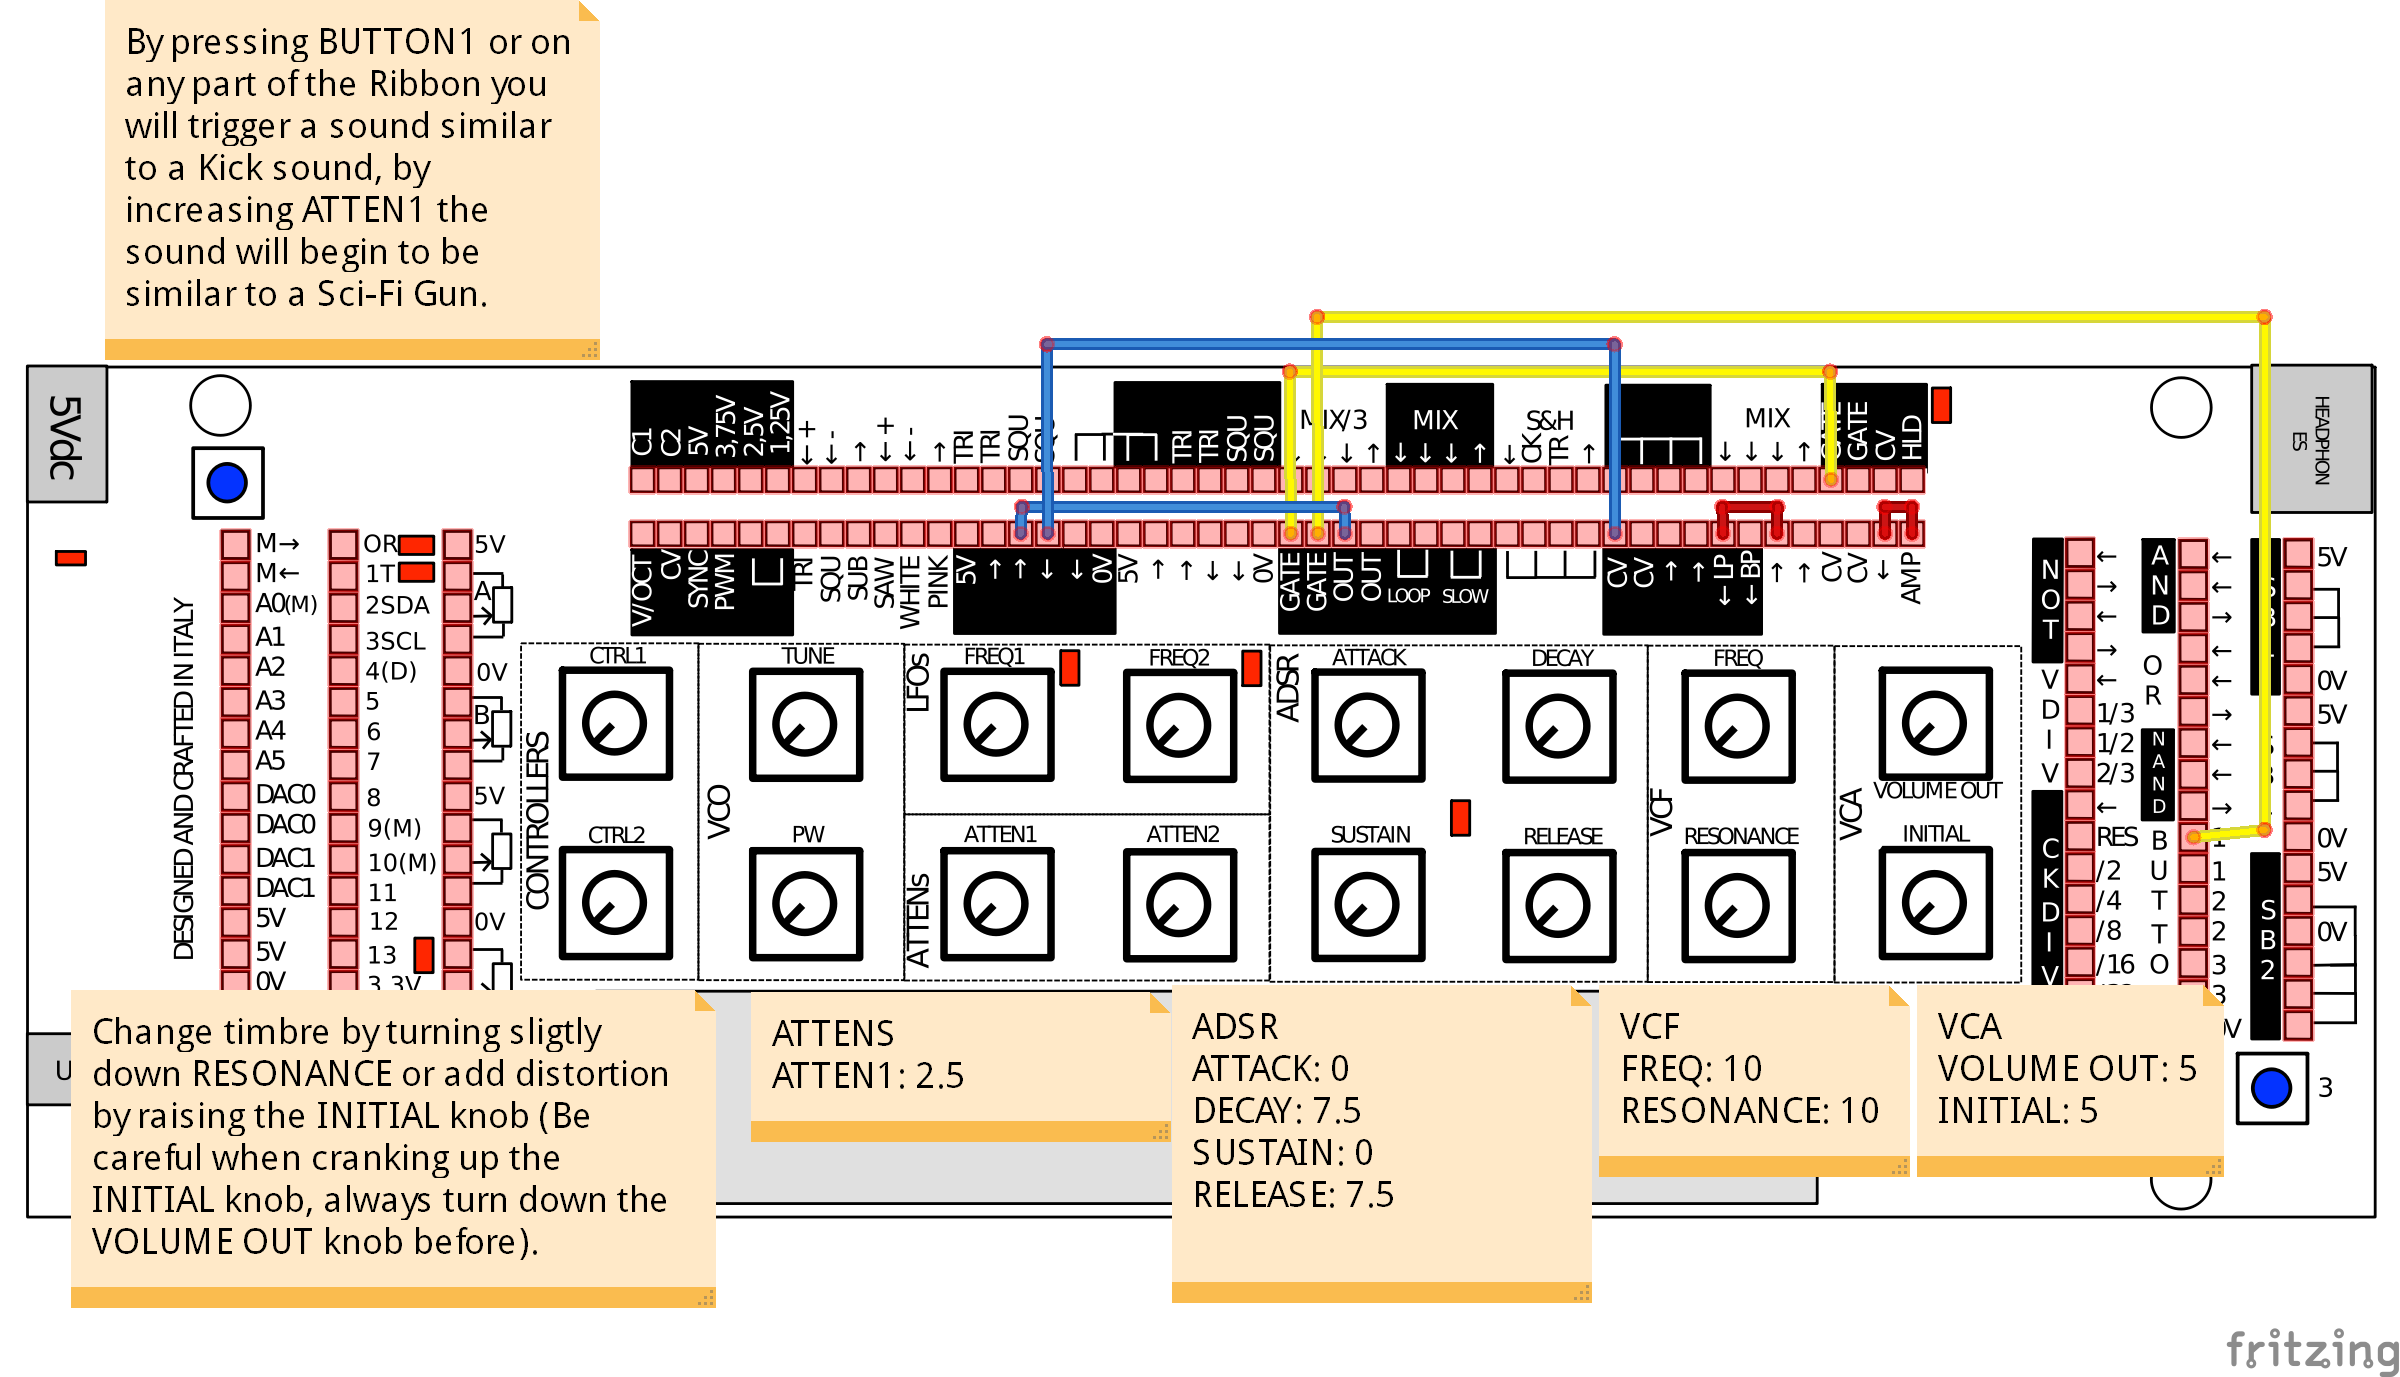 By pressing BUTTON1 or on
any part of the Ribbon you
will trigger a sound similar
to a Kick sound, by
increasing ATTEN1 the
sound will begin to be
similar to a Sci-Fi Gun.
5Vdc
HEADPHON
ES
C1
C2
5V
3,75V
2,5V
1,25V
+
-
+
-
TRI
TRI
SQU
SQU
TRI
TRI
SQU
SQU
MIX/3
MIX
S&H
CK
TR
MIX
GATE
GATE
CV
HLD
V/OCT
CV
SYNC
PWM
TRI
SQU
SUB
SAW
WHITE
PINK
5V
↑
↑
↓
↓
0V
5V
↑
↑
↓
↓
0V
GATE
GATE
OUT
OUT
LOOP
SLOW
CV
CV
↑
↑
←LP
←BP
↑
↑
CV
CV
↓
AMP
DESIGNED AND CRAFTED IN ITALY
M→
M←
A0(M)
A1
A2
A3
A4
A5
DAC0
DAC0
DAC1
DAC1
5V
5V
0V
0R
1T
2SDA
3SCL
4(D)
5
6
7
8
9(M)
10(M)
11
12
13
3.3V
5V
A
0V
B
5V
0V
CONTROLLERS
CTRL1
CTRL2
VCO
TUNE
PW
LFOs
FREQ1
FREQ2
ATTENs
ATTEN1
ATTEN2
ADSR
ATTACK
DECAY
SUSTAIN
RELEASE
VCF
FREQ
RESONANCE
VCA
VOLUME OUT
INITIAL
NOT
V
D
I
V
CK DIV
←
→
←
→
←
1/3
1/2
2/3
←
RES
/2
/4
/8
/16
AND
OR
NAND
BUTTO
←
←
→
←
←
→
←
←
→
1
1
2
2
3
3
5V
0V
5V
0V
5V
0V
SB2
3
Change timbre by turning sligtly
down RESONANCE or add distortion
by raising the INITIAL knob (Be
careful when cranking up the
INITIAL knob, always turn down the
VOLUME OUT knob before).
ATTENS
ATTEN1: 2.5
ADSR
ATTACK: 0
DECAY: 7.5
SUSTAIN: 0
RELEASE: 7.5
VCF
FREQ: 10
RESONANCE: 10
VCA
VOLUME OUT: 5
INITIAL: 5
fritzing